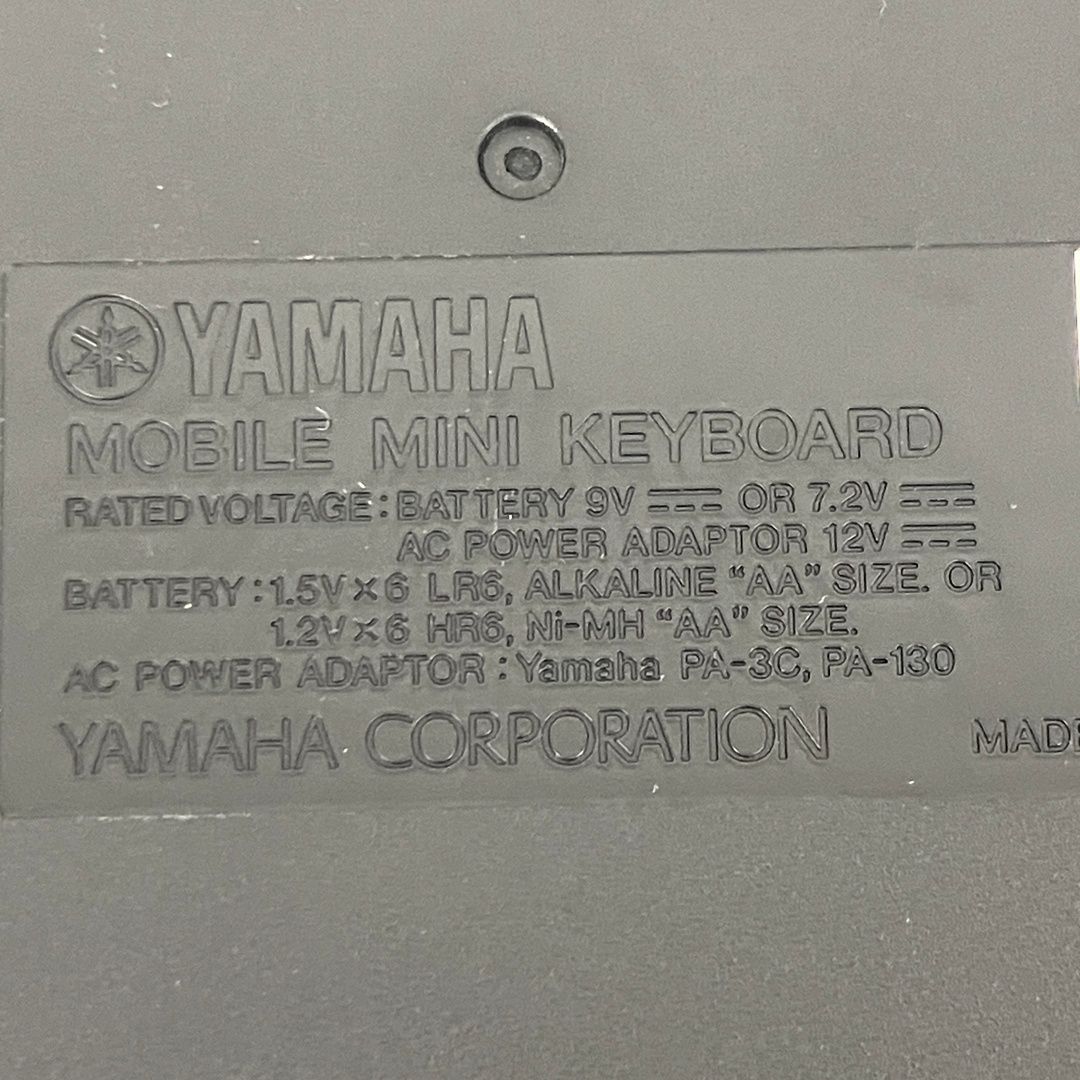 YAMAHA
MOBILE MINI KEYBOARD
RATED VOLTAGE : BATTERY 9V ⎓ OR 7.2V ⎓
AC POWER ADAPTOR 12V ⎓
BATTERY : 1.5V×6 LR6, ALKALINE “AA” SIZE. OR
1.2V×6 HR6, Ni-MH “AA” SIZE.
AC POWER ADAPTOR : Yamaha PA-3C, PA-130
YAMAHA CORPORATION MADE